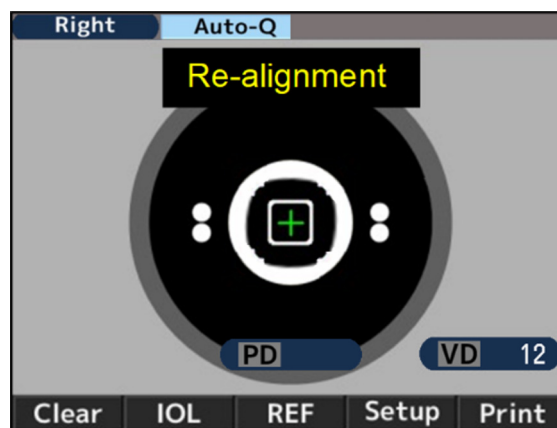 Right Auto-Q
Re-alignment
PD VD 12
Clear IOL REF Setup Print